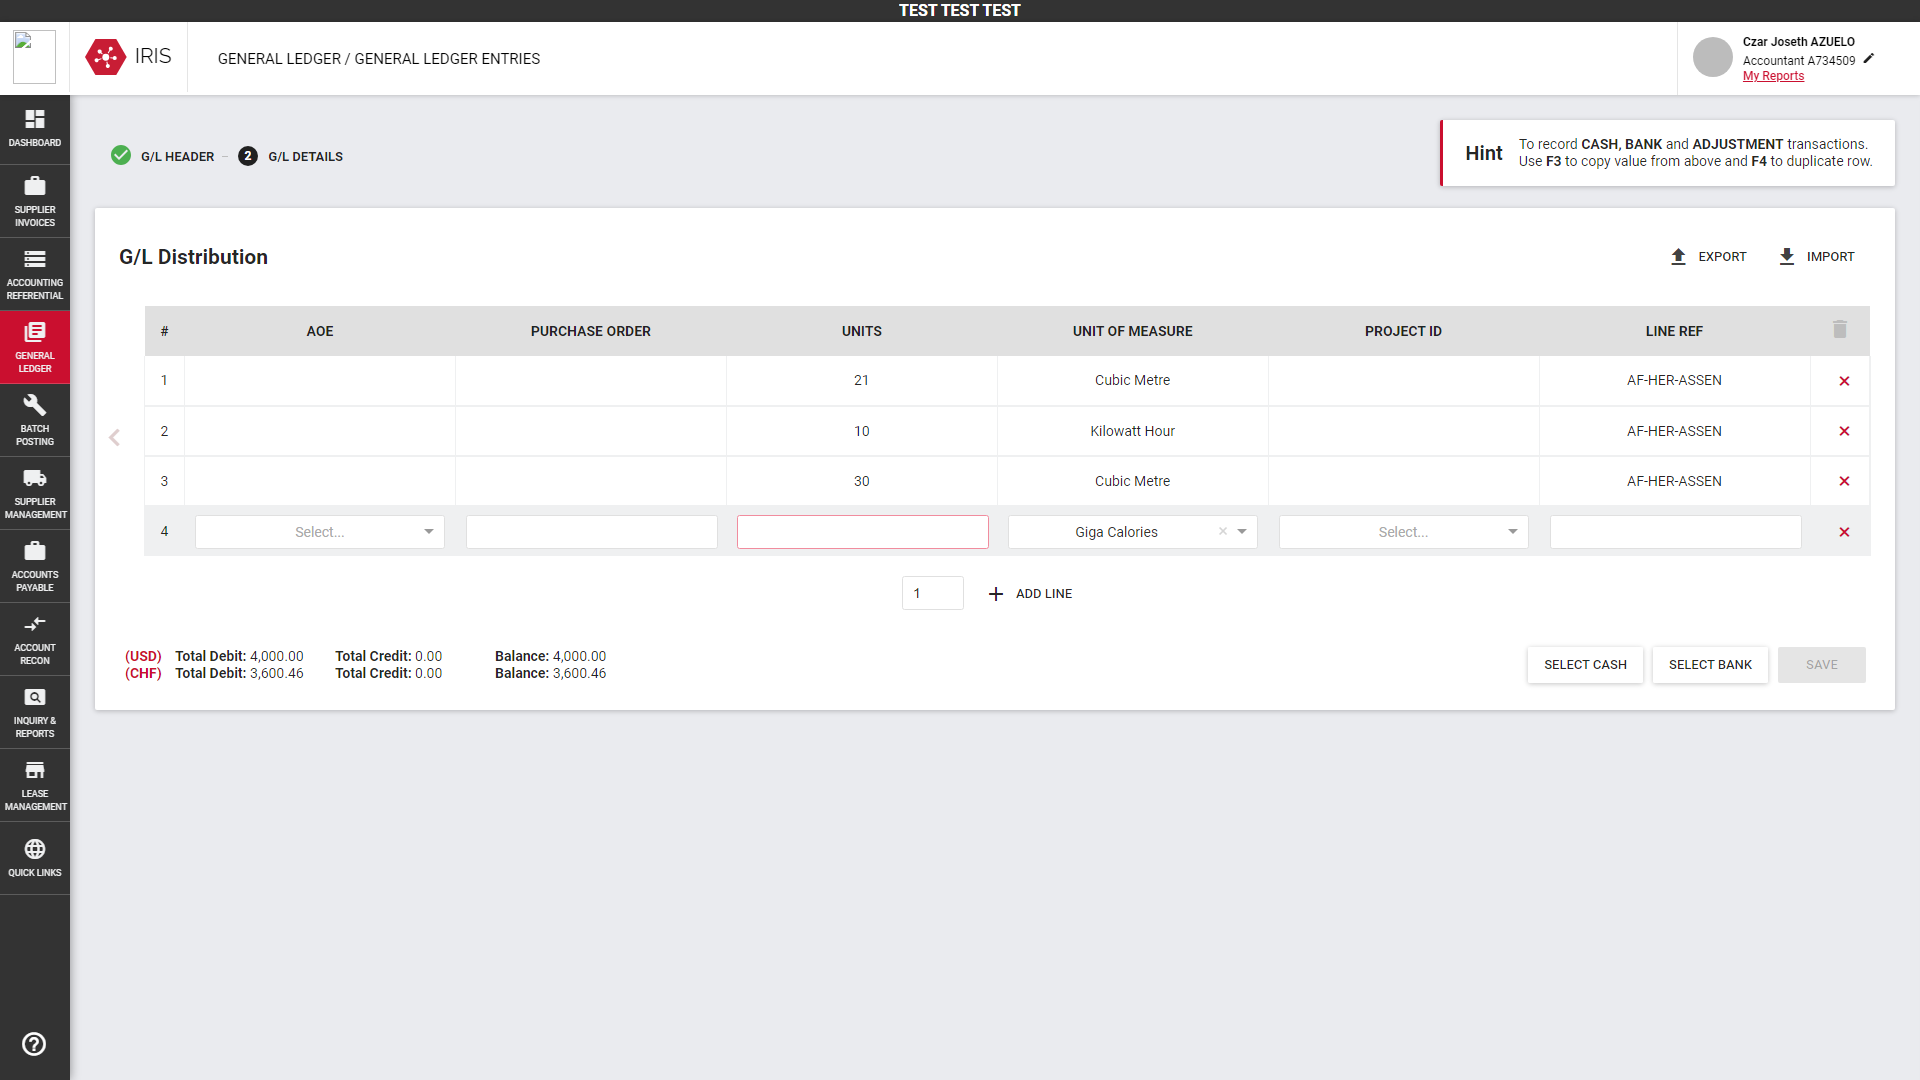 TEST TEST TEST
IRIS
GENERAL LEDGER / GENERAL LEDGER ENTRIES
Czar Joseth AZUELO
Accountant A734509
My Reports
DASHBOARD
SUPPLIER
INVOICES
ACCOUNTING
REFERENTIAL
GENERAL
LEDGER
BATCH
POSTING
SUPPLIER
MANAGEMENT
ACCOUNTS
PAYABLE
ACCOUNT
RECON
INQUIRY &
REPORTS
LEASE
MANAGEMENT
QUICK LINKS
G/L HEADER – 2 G/L DETAILS
Hint
To record CASH, BANK and ADJUSTMENT transactions.
Use F3 to copy value from above and F4 to duplicate row.
G/L Distribution
EXPORT IMPORT
# AOE PURCHASE ORDER UNITS UNIT OF MEASURE PROJECT ID LINE REF
1 21 Cubic Metre AF-HER-ASSEN ×
2 10 Kilowatt Hour AF-HER-ASSEN ×
3 30 Cubic Metre AF-HER-ASSEN ×
4 Select... Giga Calories × Select... ×
1 + ADD LINE
(USD) Total Debit: 4,000.00 Total Credit: 0.00 Balance: 4,000.00
(CHF) Total Debit: 3,600.46 Total Credit: 0.00 Balance: 3,600.46
SELECT CASH SELECT BANK SAVE